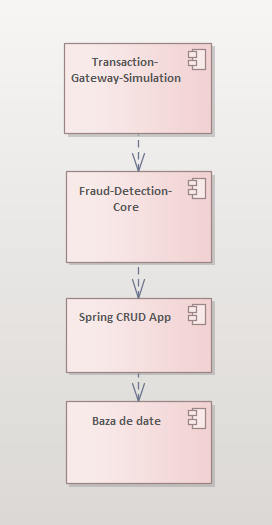 Transaction-
Gateway-Simulation
Fraud-Detection-
Core
Spring CRUD App
Baza de date